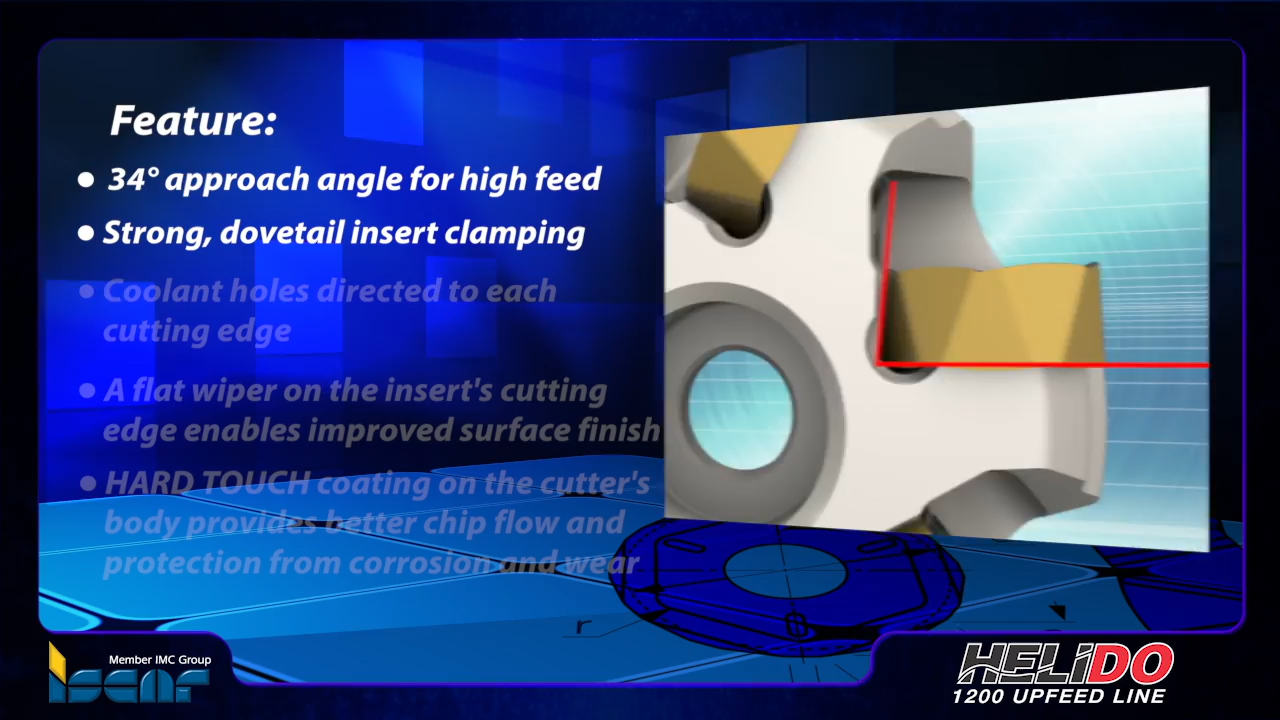 Feature:
● 34° approach angle for high feed
● Strong, dovetail insert clamping
● Coolant holes directed to each
cutting edge
● A flat wiper on the insert's cutting
edge enables improved surface finish
● HARD TOUCH coating on the cutter's
body provides better chip flow and
protection from corrosion and wear
r
Member IMC Group
ISCAR
HELIDO
1200 UPFEED LINE